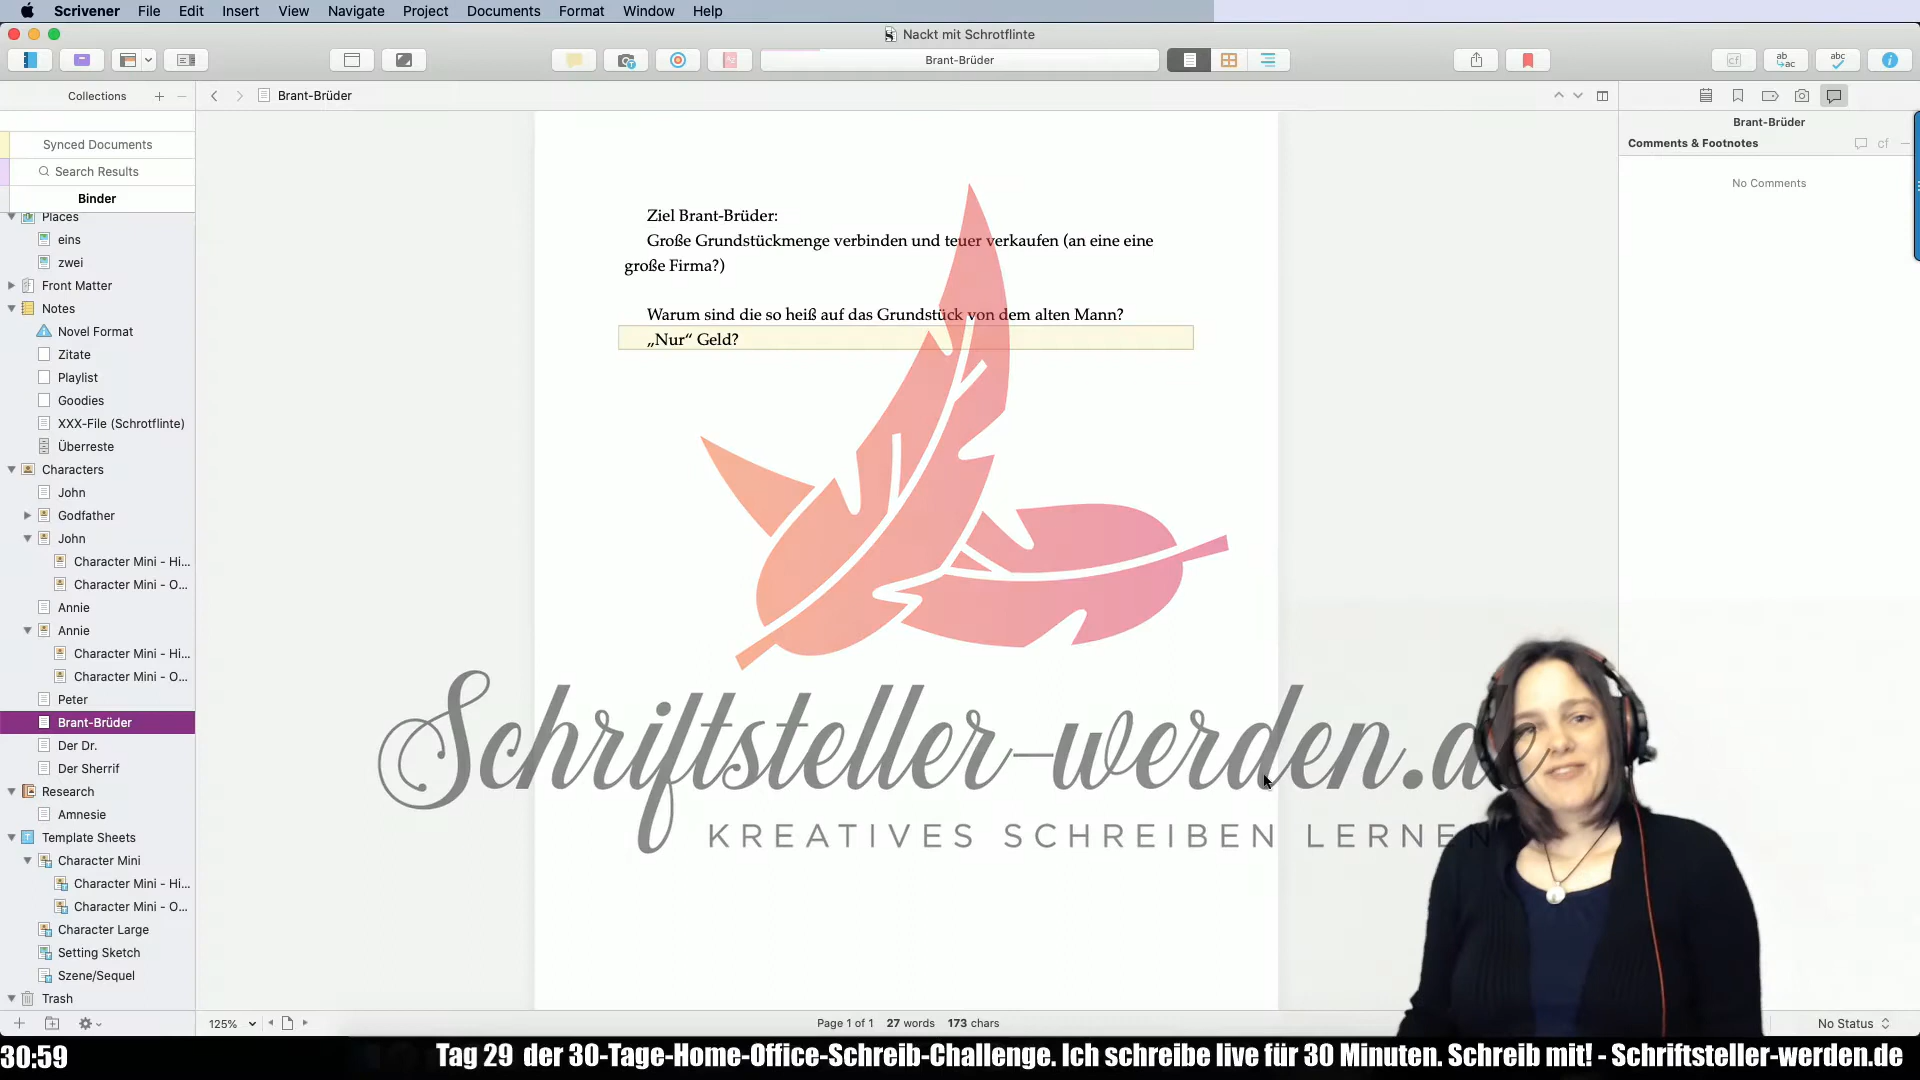 Scrivener File Edit Insert View Navigate Project Documents Format Window Help
Nackt mit Schrotflinte
Brant-Brüder
Collections
Brant-Brüder
Brant-Brüder
Synced Documents
Comments & Footnotes
cf
Search Results
No Comments
Binder
Places
eins
zwei
Front Matter
Notes
Novel Format
Zitate
Playlist
Goodies
XXX-File (Schrotflinte)
Überreste
Characters
John
Godfather
John
Character Mini - Hi...
Character Mini - O...
Annie
Annie
Character Mini - Hi...
Character Mini - O...
Peter
Brant-Brüder
Der Dr.
Der Sherrif
Research
Amnesie
Template Sheets
Character Mini
Character Mini - Hi...
Character Mini - O...
Character Large
Setting Sketch
Szene/Sequel
Trash
Ziel Brant-Brüder:
Große Grundstückmenge verbinden und teuer verkaufen (an eine eine
große Firma?)
Warum sind die so heiß auf das Grundstück von dem alten Mann?
„Nur“ Geld?
Schriftsteller-werden.d
KREATIVES SCHREIBEN LERNEN
125%
Page 1 of 1 27 words 173 chars
No Status
30:59
Tag 29 der 30-Tage-Home-Office-Schreib-Challenge. Ich schreibe live für 30 Minuten. Schreib mit! - Schriftsteller-werden.de